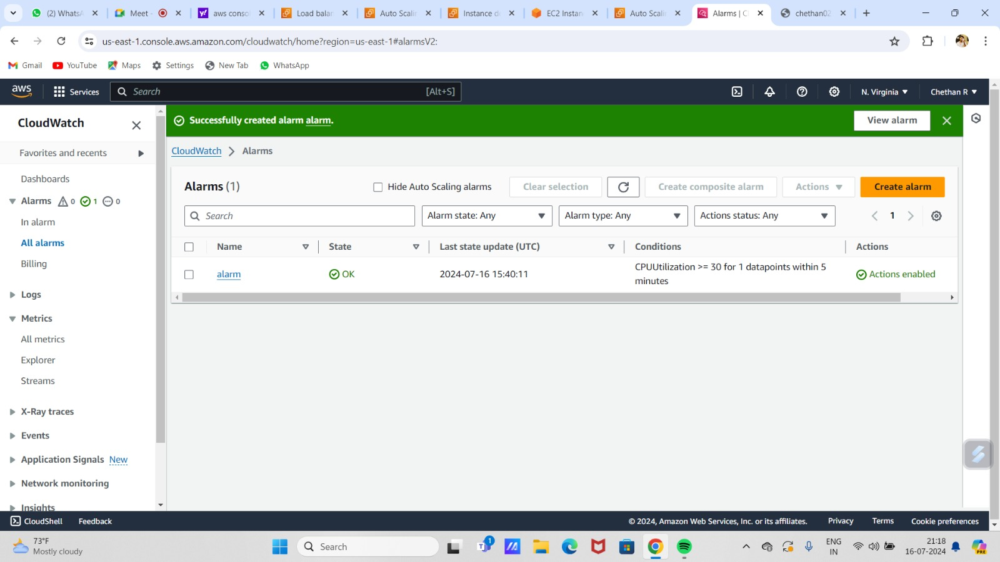 (2) WhatsA
Meet -
aws conso
Load balan
Auto Scalin
Instance de
EC2 Instan
Auto Scalin
Alarms | C
chethan02
us-east-1.console.aws.amazon.com/cloudwatch/home?region=us-east-1#alarmsV2:
Gmail
YouTube
Maps
Settings
New Tab
WhatsApp
aws
Services
Search
[Alt+S]
N. Virginia
Chethan R
CloudWatch
Favorites and recents
Dashboards
Alarms 0 1 0
In alarm
All alarms
Billing
Logs
Metrics
All metrics
Explorer
Streams
X-Ray traces
Events
Application Signals New
Network monitoring
Insights
Successfully created alarm alarm.
View alarm
CloudWatch
Alarms
Alarms (1)
Hide Auto Scaling alarms
Clear selection
Create composite alarm
Actions
Create alarm
Search
Alarm state: Any
Alarm type: Any
Actions status: Any
1
Name
State
Last state update (UTC)
Conditions
Actions
alarm
OK
2024-07-16 15:40:11
CPUUtilization >= 30 for 1 datapoints within 5
minutes
Actions enabled
CloudShell
Feedback
© 2024, Amazon Web Services, Inc. or its affiliates.
Privacy
Terms
Cookie preferences
73°F
Mostly cloudy
Search
1
ENG
IN
21:18
16-07-2024
PRE